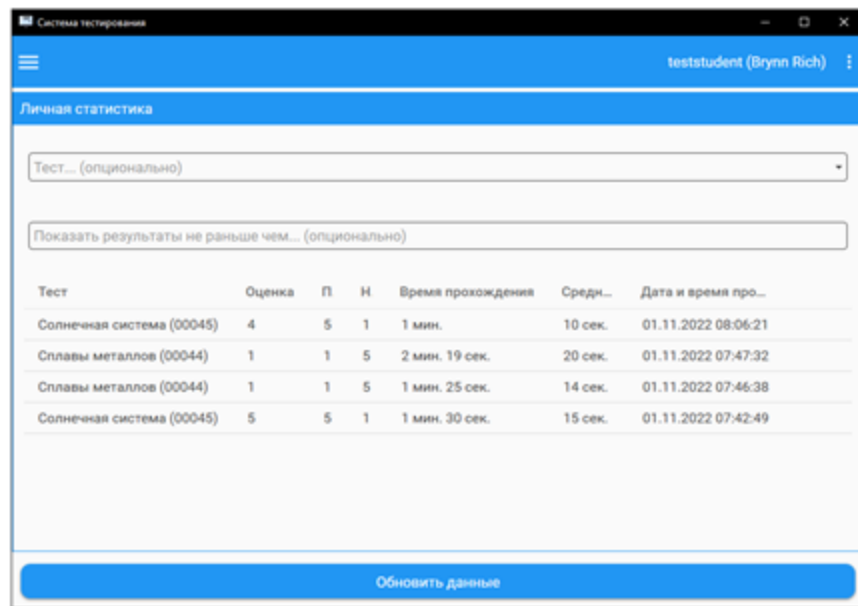 Система тестирования
teststudent (Brynn Rich)
Личная статистика
Тест... (опционально)
Показать результаты не раньше чем... (опционально)
Тест Оценка П Н Время прохождения Средн... Дата и время про...
Солнечная система (00045) 4 5 1 1 мин. 10 сек. 01.11.2022 08:06:21
Сплавы металлов (00044) 1 1 5 2 мин. 19 сек. 20 сек. 01.11.2022 07:47:32
Сплавы металлов (00044) 1 1 5 1 мин. 25 сек. 14 сек. 01.11.2022 07:46:38
Солнечная система (00045) 5 5 1 1 мин. 30 сек. 15 сек. 01.11.2022 07:42:49
Обновить данные